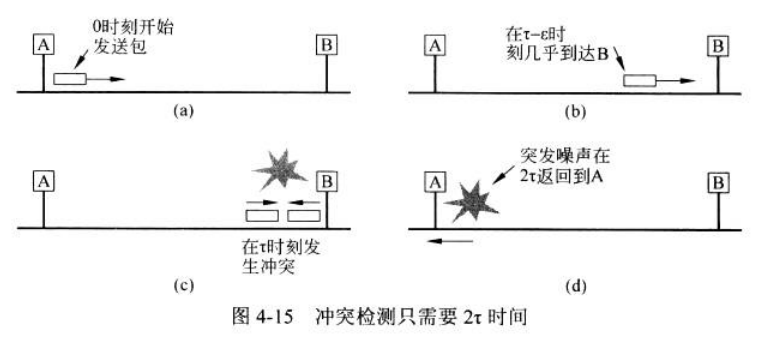 A
0时刻开始
发送包
B
(a)
A
在τ−ε时
刻几乎到达B
B
(b)
A
B
在τ时刻发
生冲突
(c)
A
突发噪声在
2τ返回到A
B
(d)
图 4-15 冲突检测只需要 2τ 时间